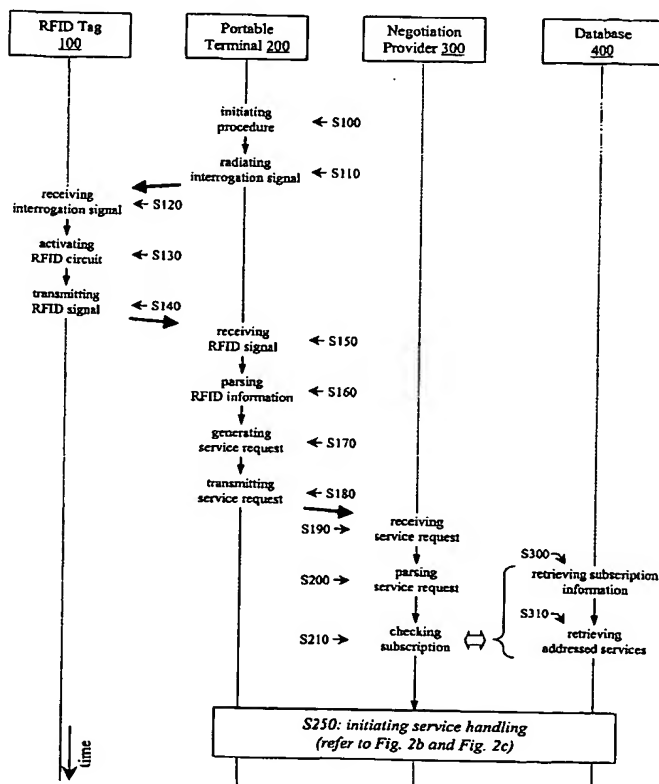 RFID Tag
100
Portable
Terminal 200
Negotiation
Provider 300
Database
400
initiating
procedure
← S100
radiating
interrogation signal
← S110
receiving
interrogation signal
← S120
activating
RFID circuit
← S130
transmitting
RFID signal
← S140
receiving
RFID signal
← S150
parsing
RFID information
← S160
generating
service request
← S170
transmitting
service request
← S180
S190 →
receiving
service request
S200 →
parsing
service request
S300
retrieving subscription
information
S210 →
checking
subscription
S310
retrieving
addressed services
S250: initiating service handling
(refer to Fig. 2b and Fig. 2c)
time